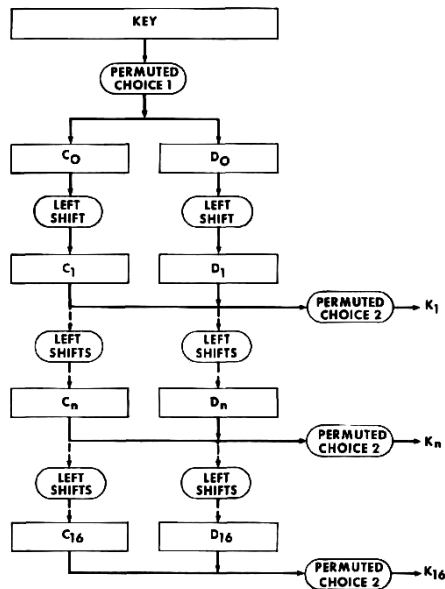 KEY
PERMUTED
CHOICE 1
C0 D0
LEFT
SHIFT
LEFT
SHIFT
C1 D1
PERMUTED
CHOICE 2
K1
LEFT
SHIFTS
LEFT
SHIFTS
Cn Dn
PERMUTED
CHOICE 2
Kn
LEFT
SHIFTS
LEFT
SHIFTS
C16 D16
PERMUTED
CHOICE 2
K16